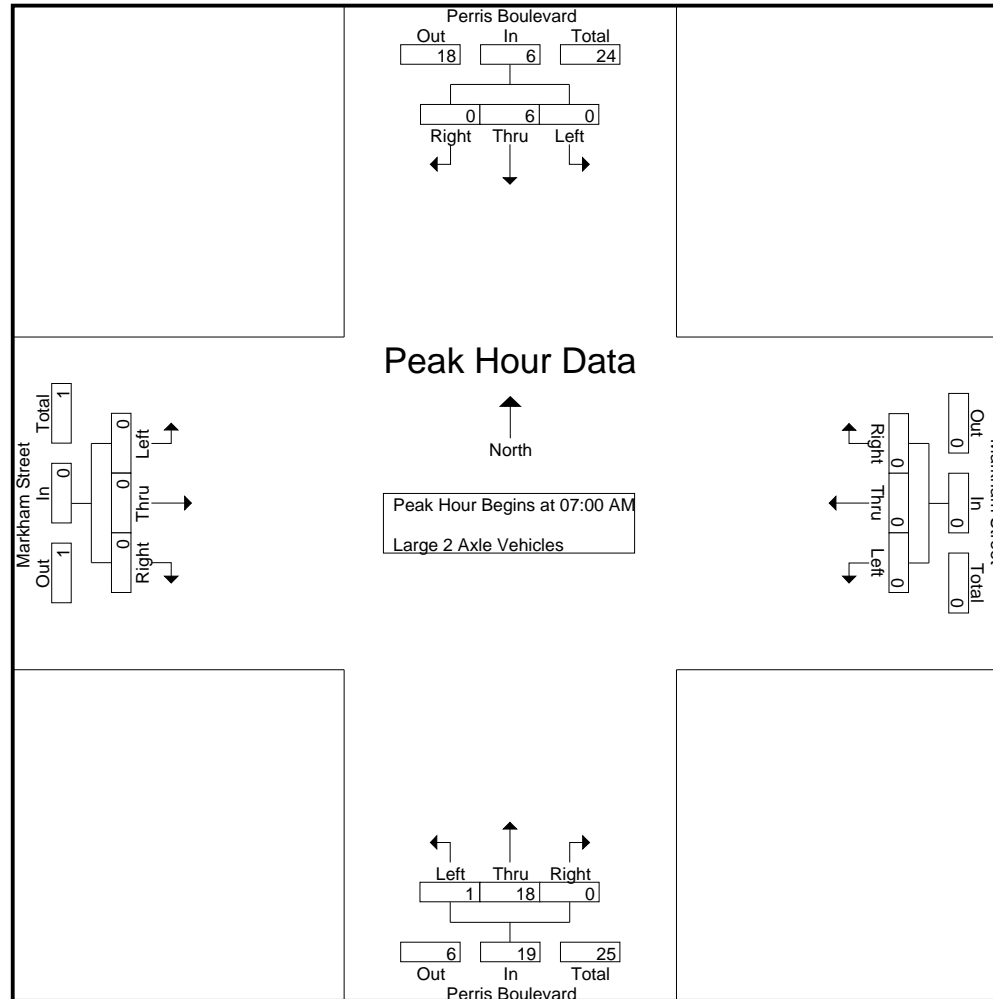 Perris Boulevard
Out In Total
18 6 24
0 6 0
Right Thru Left
Peak Hour Data
North
Peak Hour Begins at 07:00 AM
Large 2 Axle Vehicles
Markham Street
Total In Out
1 0 1
0 0 0
Left Thru Right
Right Thru Left
0 0 0
Out In Total
0 0 0
Left Thru Right
1 18 0
6 19 25
Out In Total
Perris Boulevard